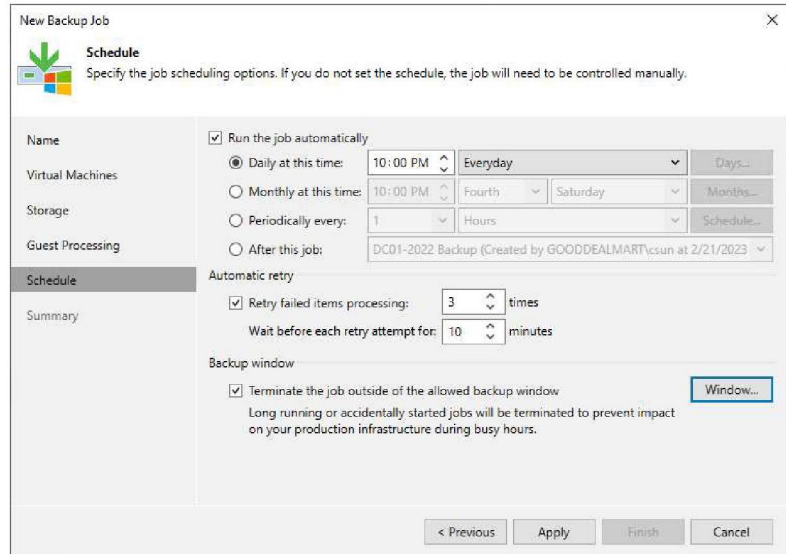 New Backup Job
Schedule
Specify the job scheduling options. If you do not set the schedule, the job will need to be controlled manually.
Name
Virtual Machines
Storage
Guest Processing
Schedule
Summary
Run the job automatically
Daily at this time: 10:00 PM Everyday Days...
Monthly at this time: 10:00 PM Fourth Saturday Months...
Periodically every: 1 Hours Schedule...
After this job: DC01-2022 Backup (Created by GOODDEALMART\csun at 2/21/2023
Automatic retry
Retry failed items processing: 3 times
Wait before each retry attempt for: 10 minutes
Backup window
Terminate the job outside of the allowed backup window Window...
Long running or accidentally started jobs will be terminated to prevent impact
on your production infrastructure during busy hours.
< Previous Apply Finish Cancel